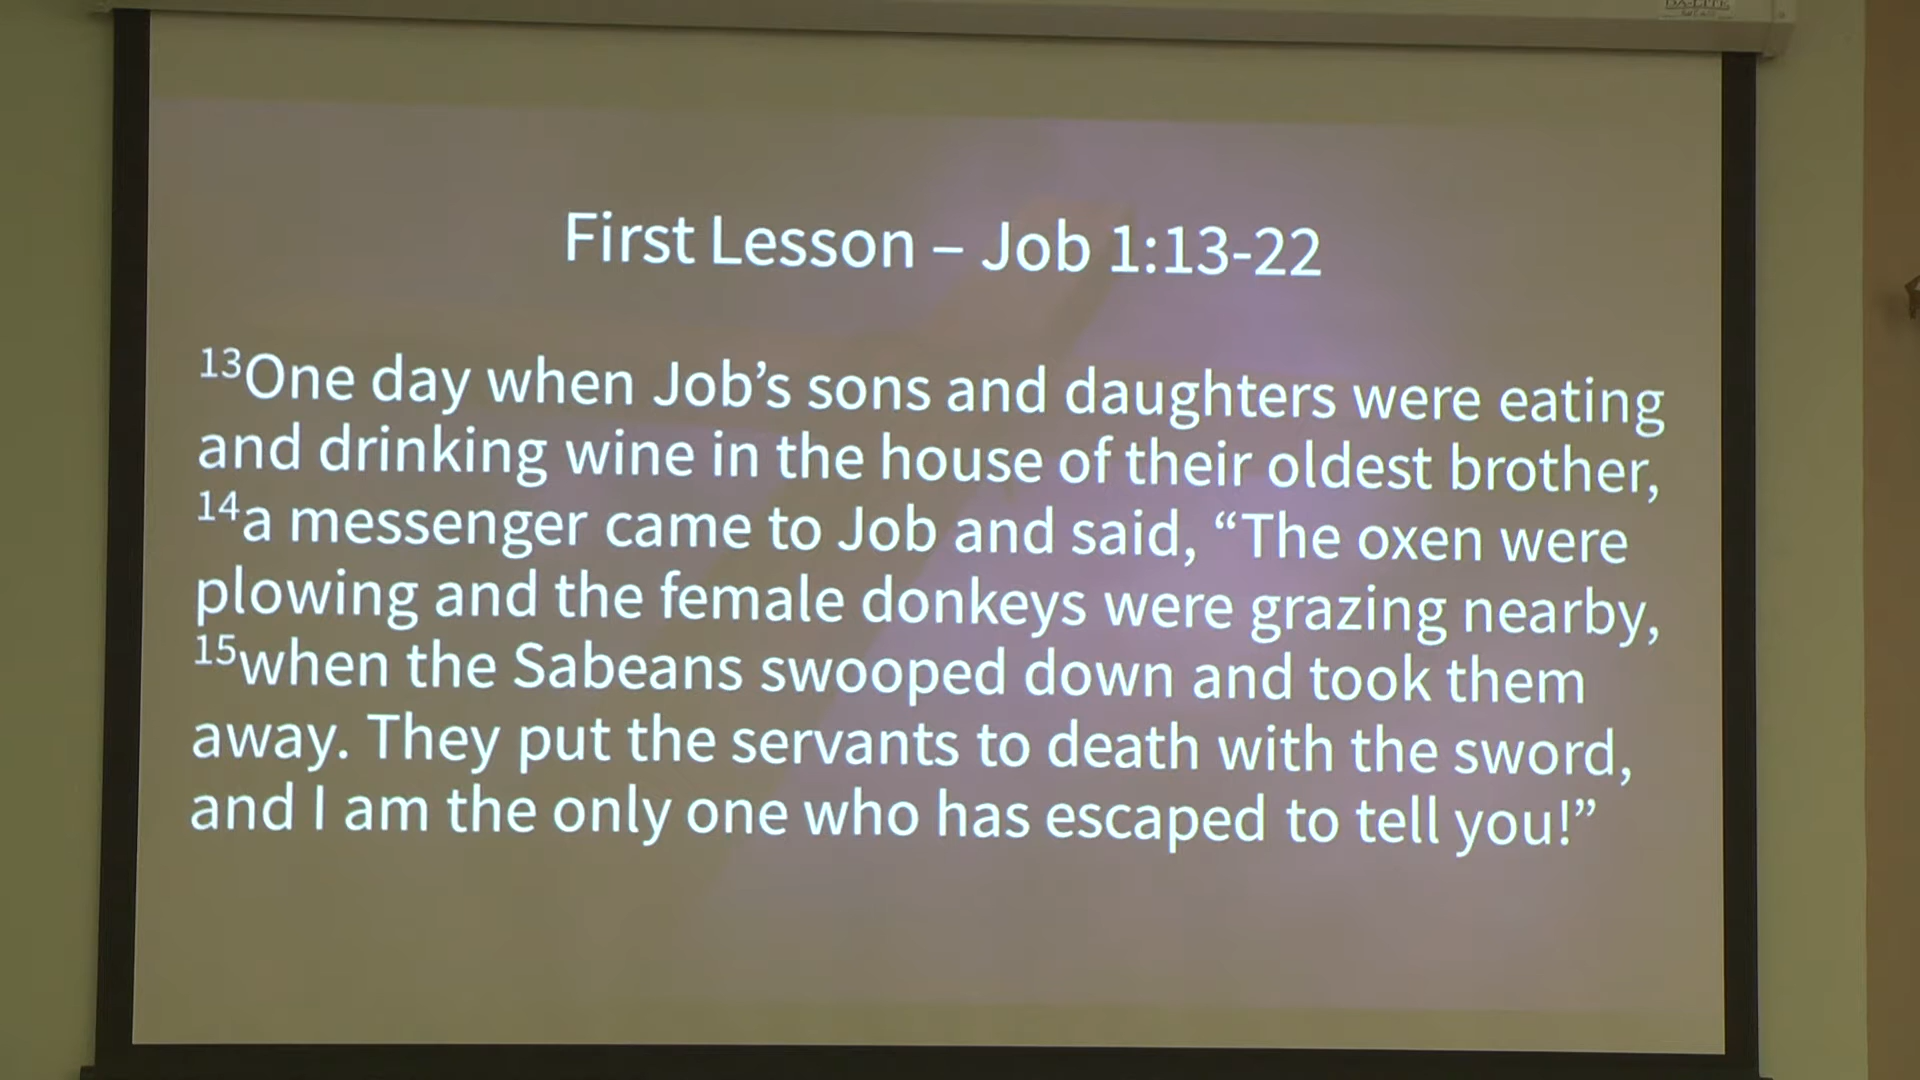 First Lesson – Job 1:13-22
¹³One day when Job’s sons and daughters were eating
and drinking wine in the house of their oldest brother,
¹⁴a messenger came to Job and said, “The oxen were
plowing and the female donkeys were grazing nearby,
¹⁵when the Sabeans swooped down and took them
away. They put the servants to death with the sword,
and I am the only one who has escaped to tell you!”